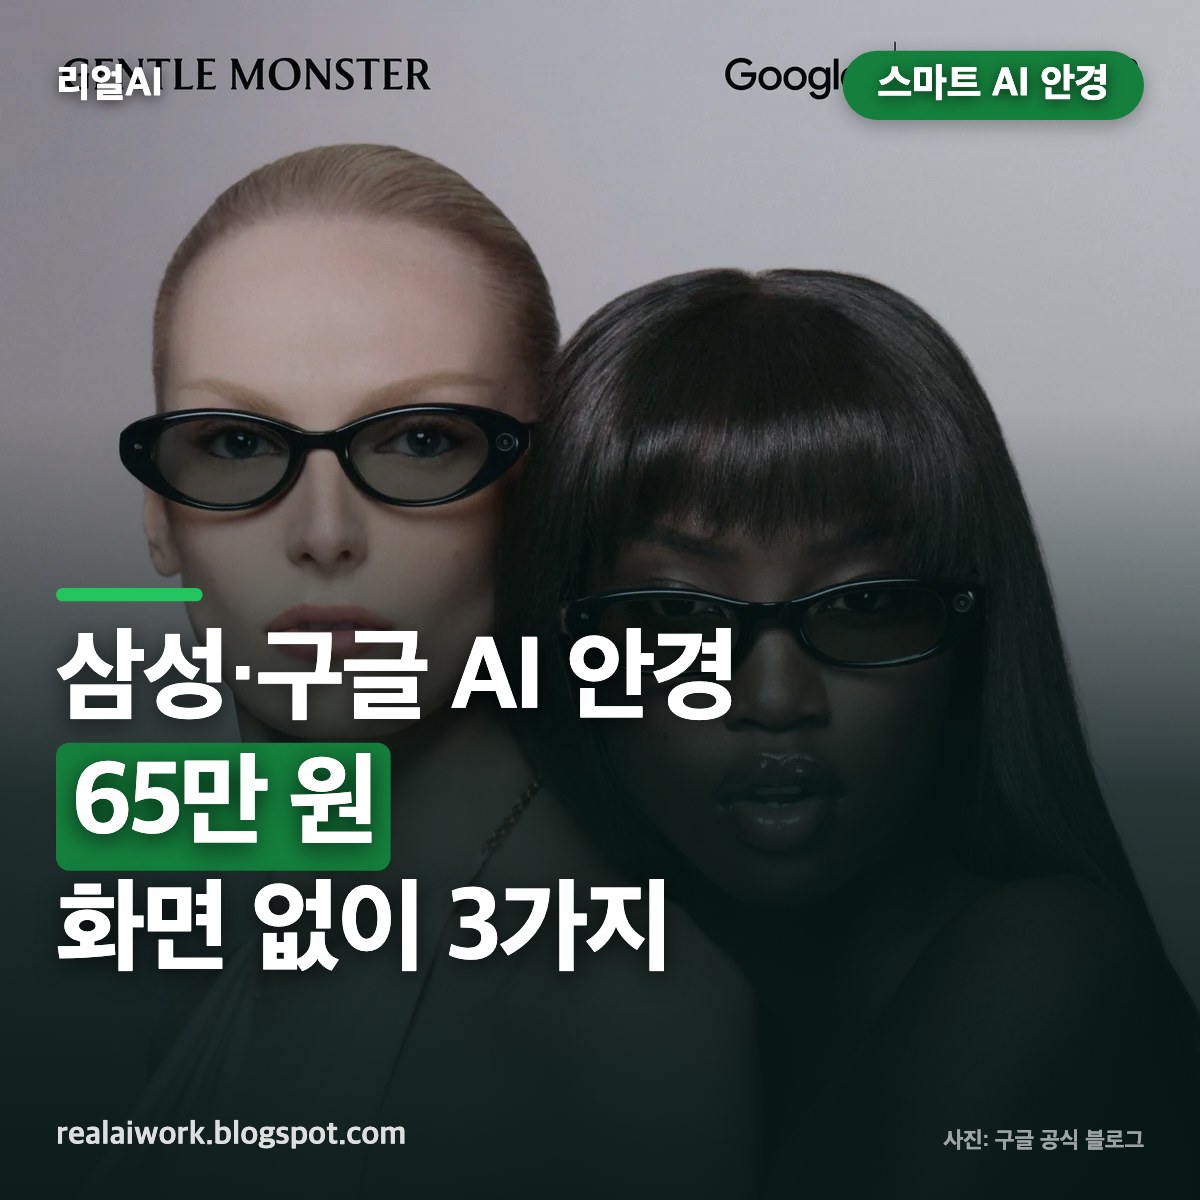 리얼AI
GENTLE MONSTER
Google
스마트 AI 안경
삼성·구글 AI 안경
65만 원
화면 없이 3가지
realaiwork.blogspot.com
사진: 구글 공식 블로그